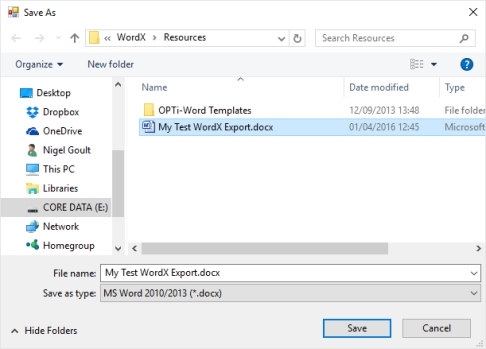 Save As
« WordX > Resources
Search Resources
Organize
New folder
Name
Date modified
Type
Desktop
Dropbox
OneDrive
Nigel Goult
This PC
Libraries
CORE DATA (E:)
Network
Homegroup
OPTi-Word Templates 12/09/2013 13:48 File folder
My Test WordX Export.docx 01/04/2016 12:45 Microsoft
File name: My Test WordX Export.docx
Save as type: MS Word 2010/2013 (*.docx)
Hide Folders
Save
Cancel